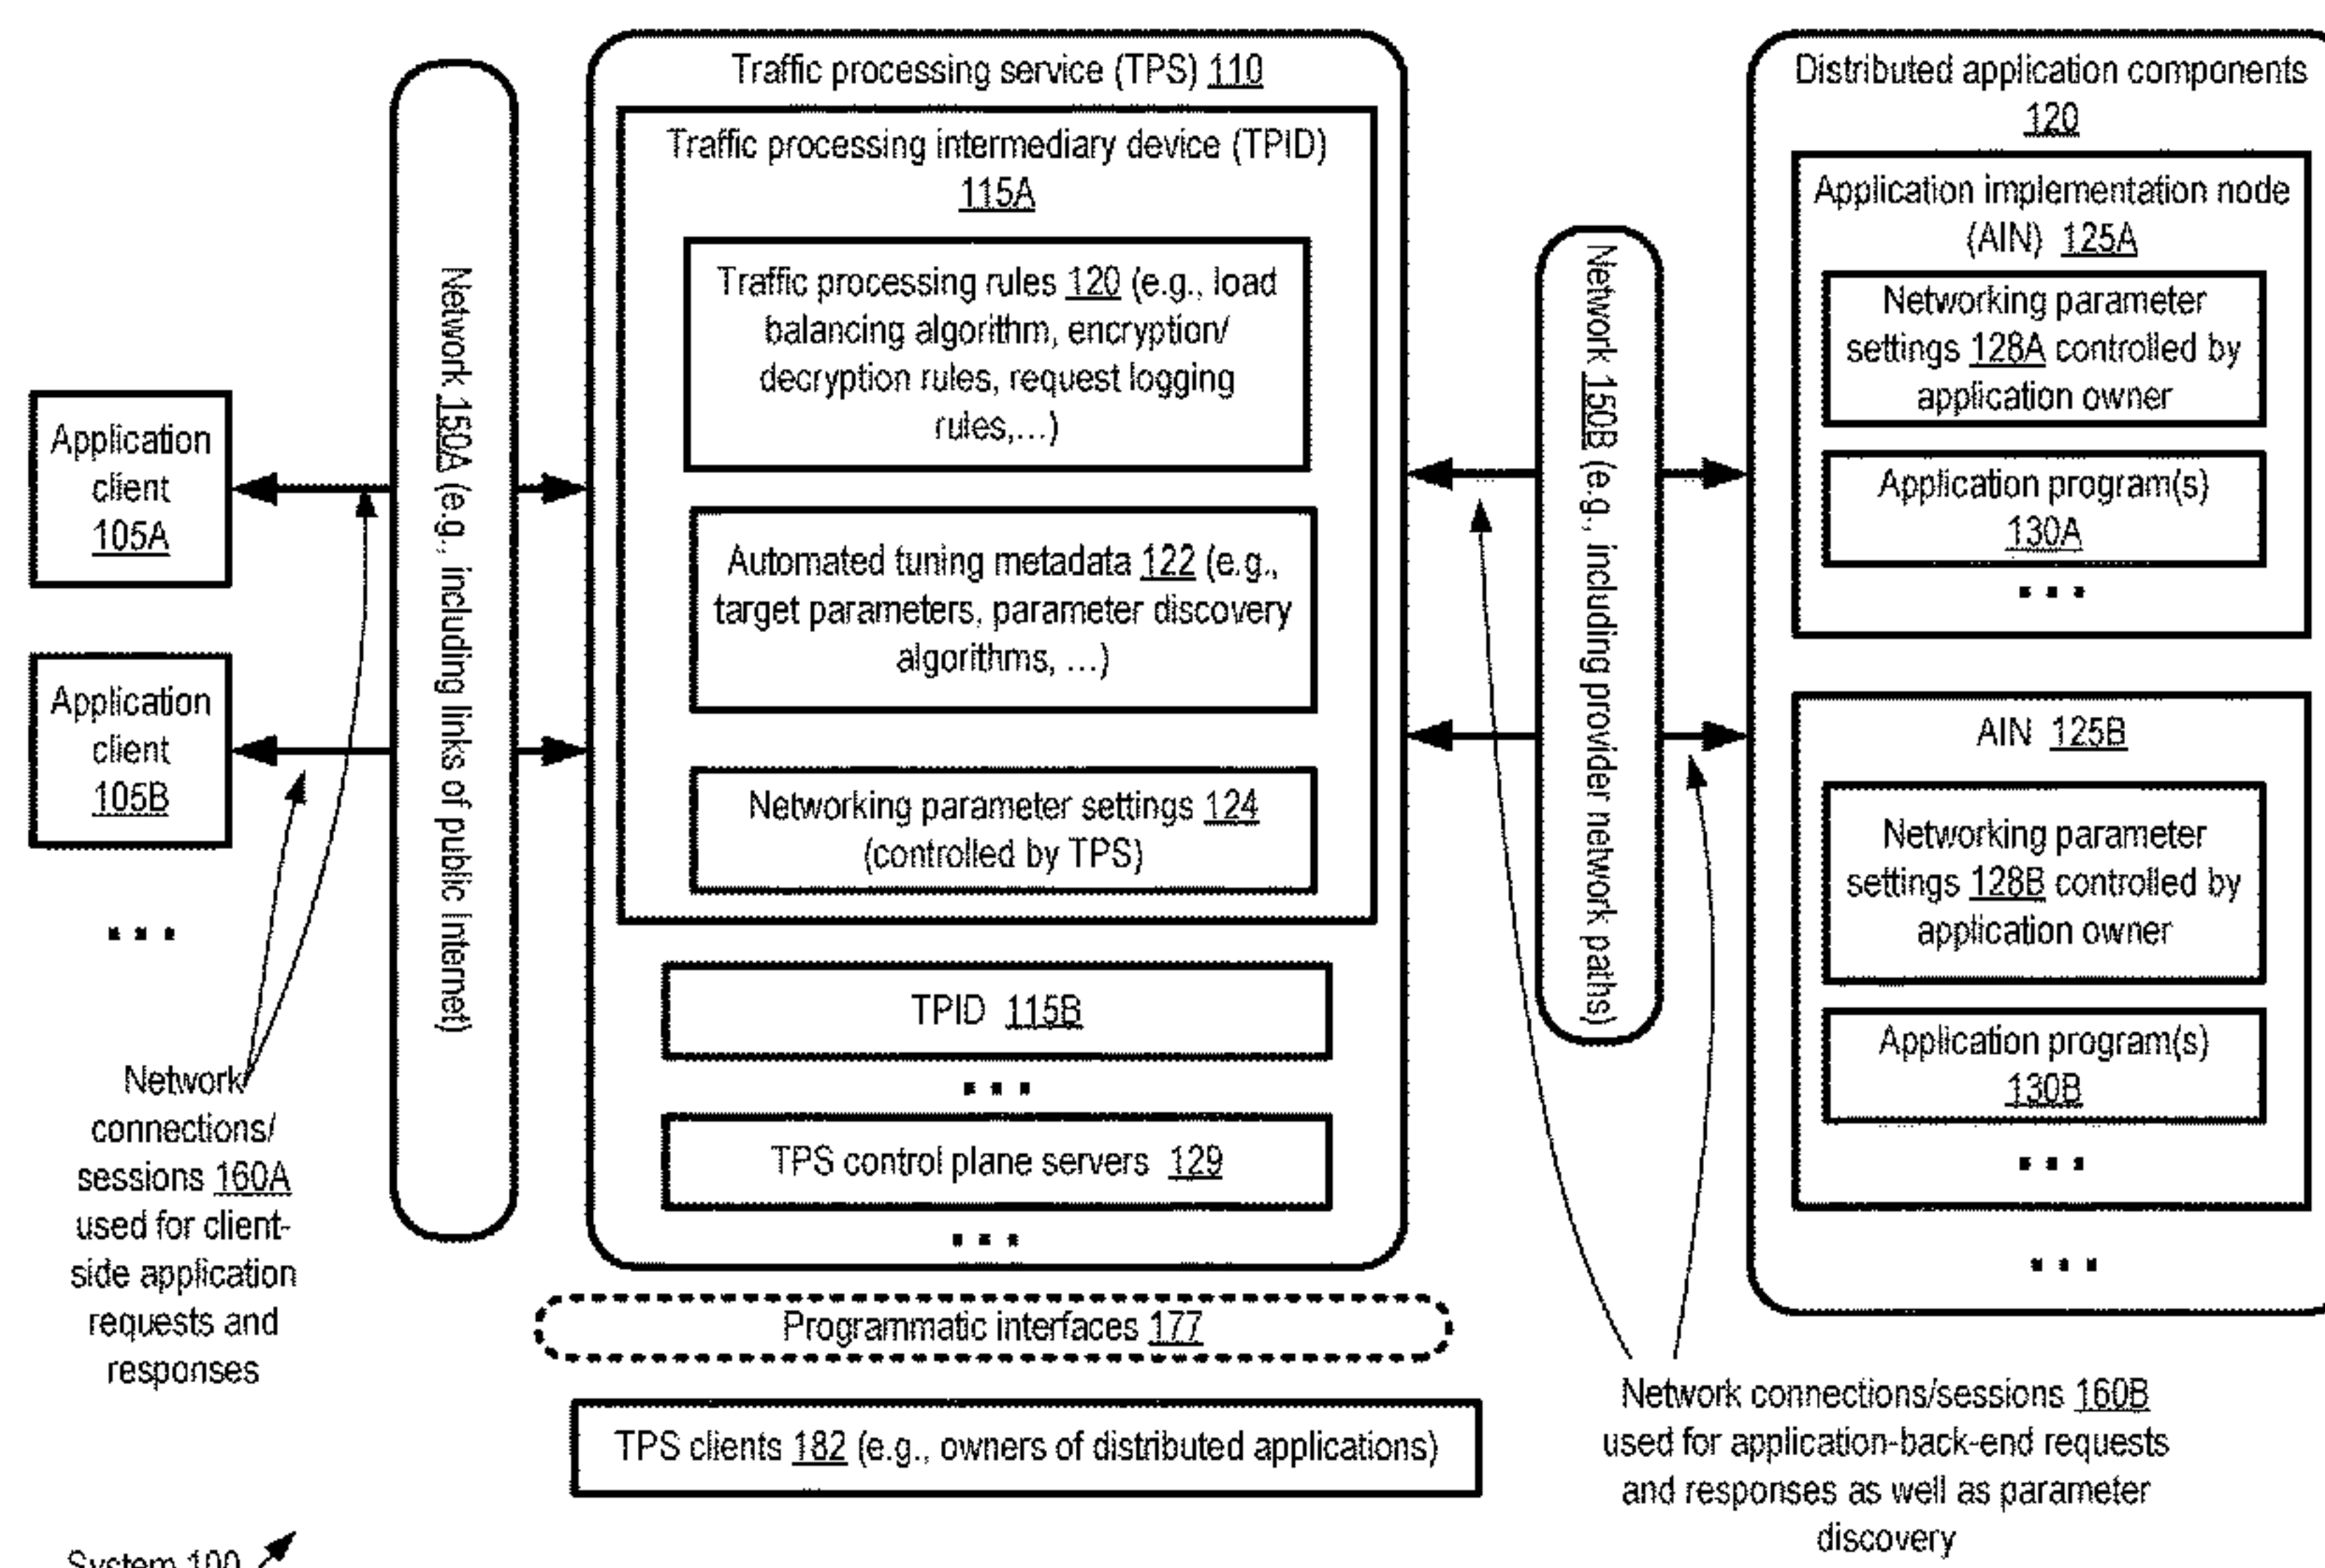 Traffic processing service (TPS) 110
Traffic processing intermediary device (TPID)
115A
Traffic processing rules 120 (e.g., load
balancing algorithm, encryption/
decryption rules, request logging
rules,...)
Automated tuning metadata 122 (e.g.,
target parameters, parameter discovery
algorithms, ...)
Networking parameter settings 124
(controlled by TPS)
TPID 115B
...
TPS control plane servers 129
...
Application
client
105A
Application
client
105B
...
Network
connections/
sessions 160A
used for client-
side application
requests and
responses
Network 150A (e.g., including links of public Internet)
Network 150B (e.g., including provider network paths)
Distributed application components
120
Application implementation node
(AIN) 125A
Networking parameter
settings 128A controlled by
application owner
Application program(s)
130A
...
AIN 125B
Networking parameter
settings 128B controlled by
application owner
Application program(s)
130B
...
...
Programmatic interfaces 177
TPS clients 182 (e.g., owners of distributed applications)
Network connections/sessions 160B
used for application-back-end requests
and responses as well as parameter
discovery
System 100